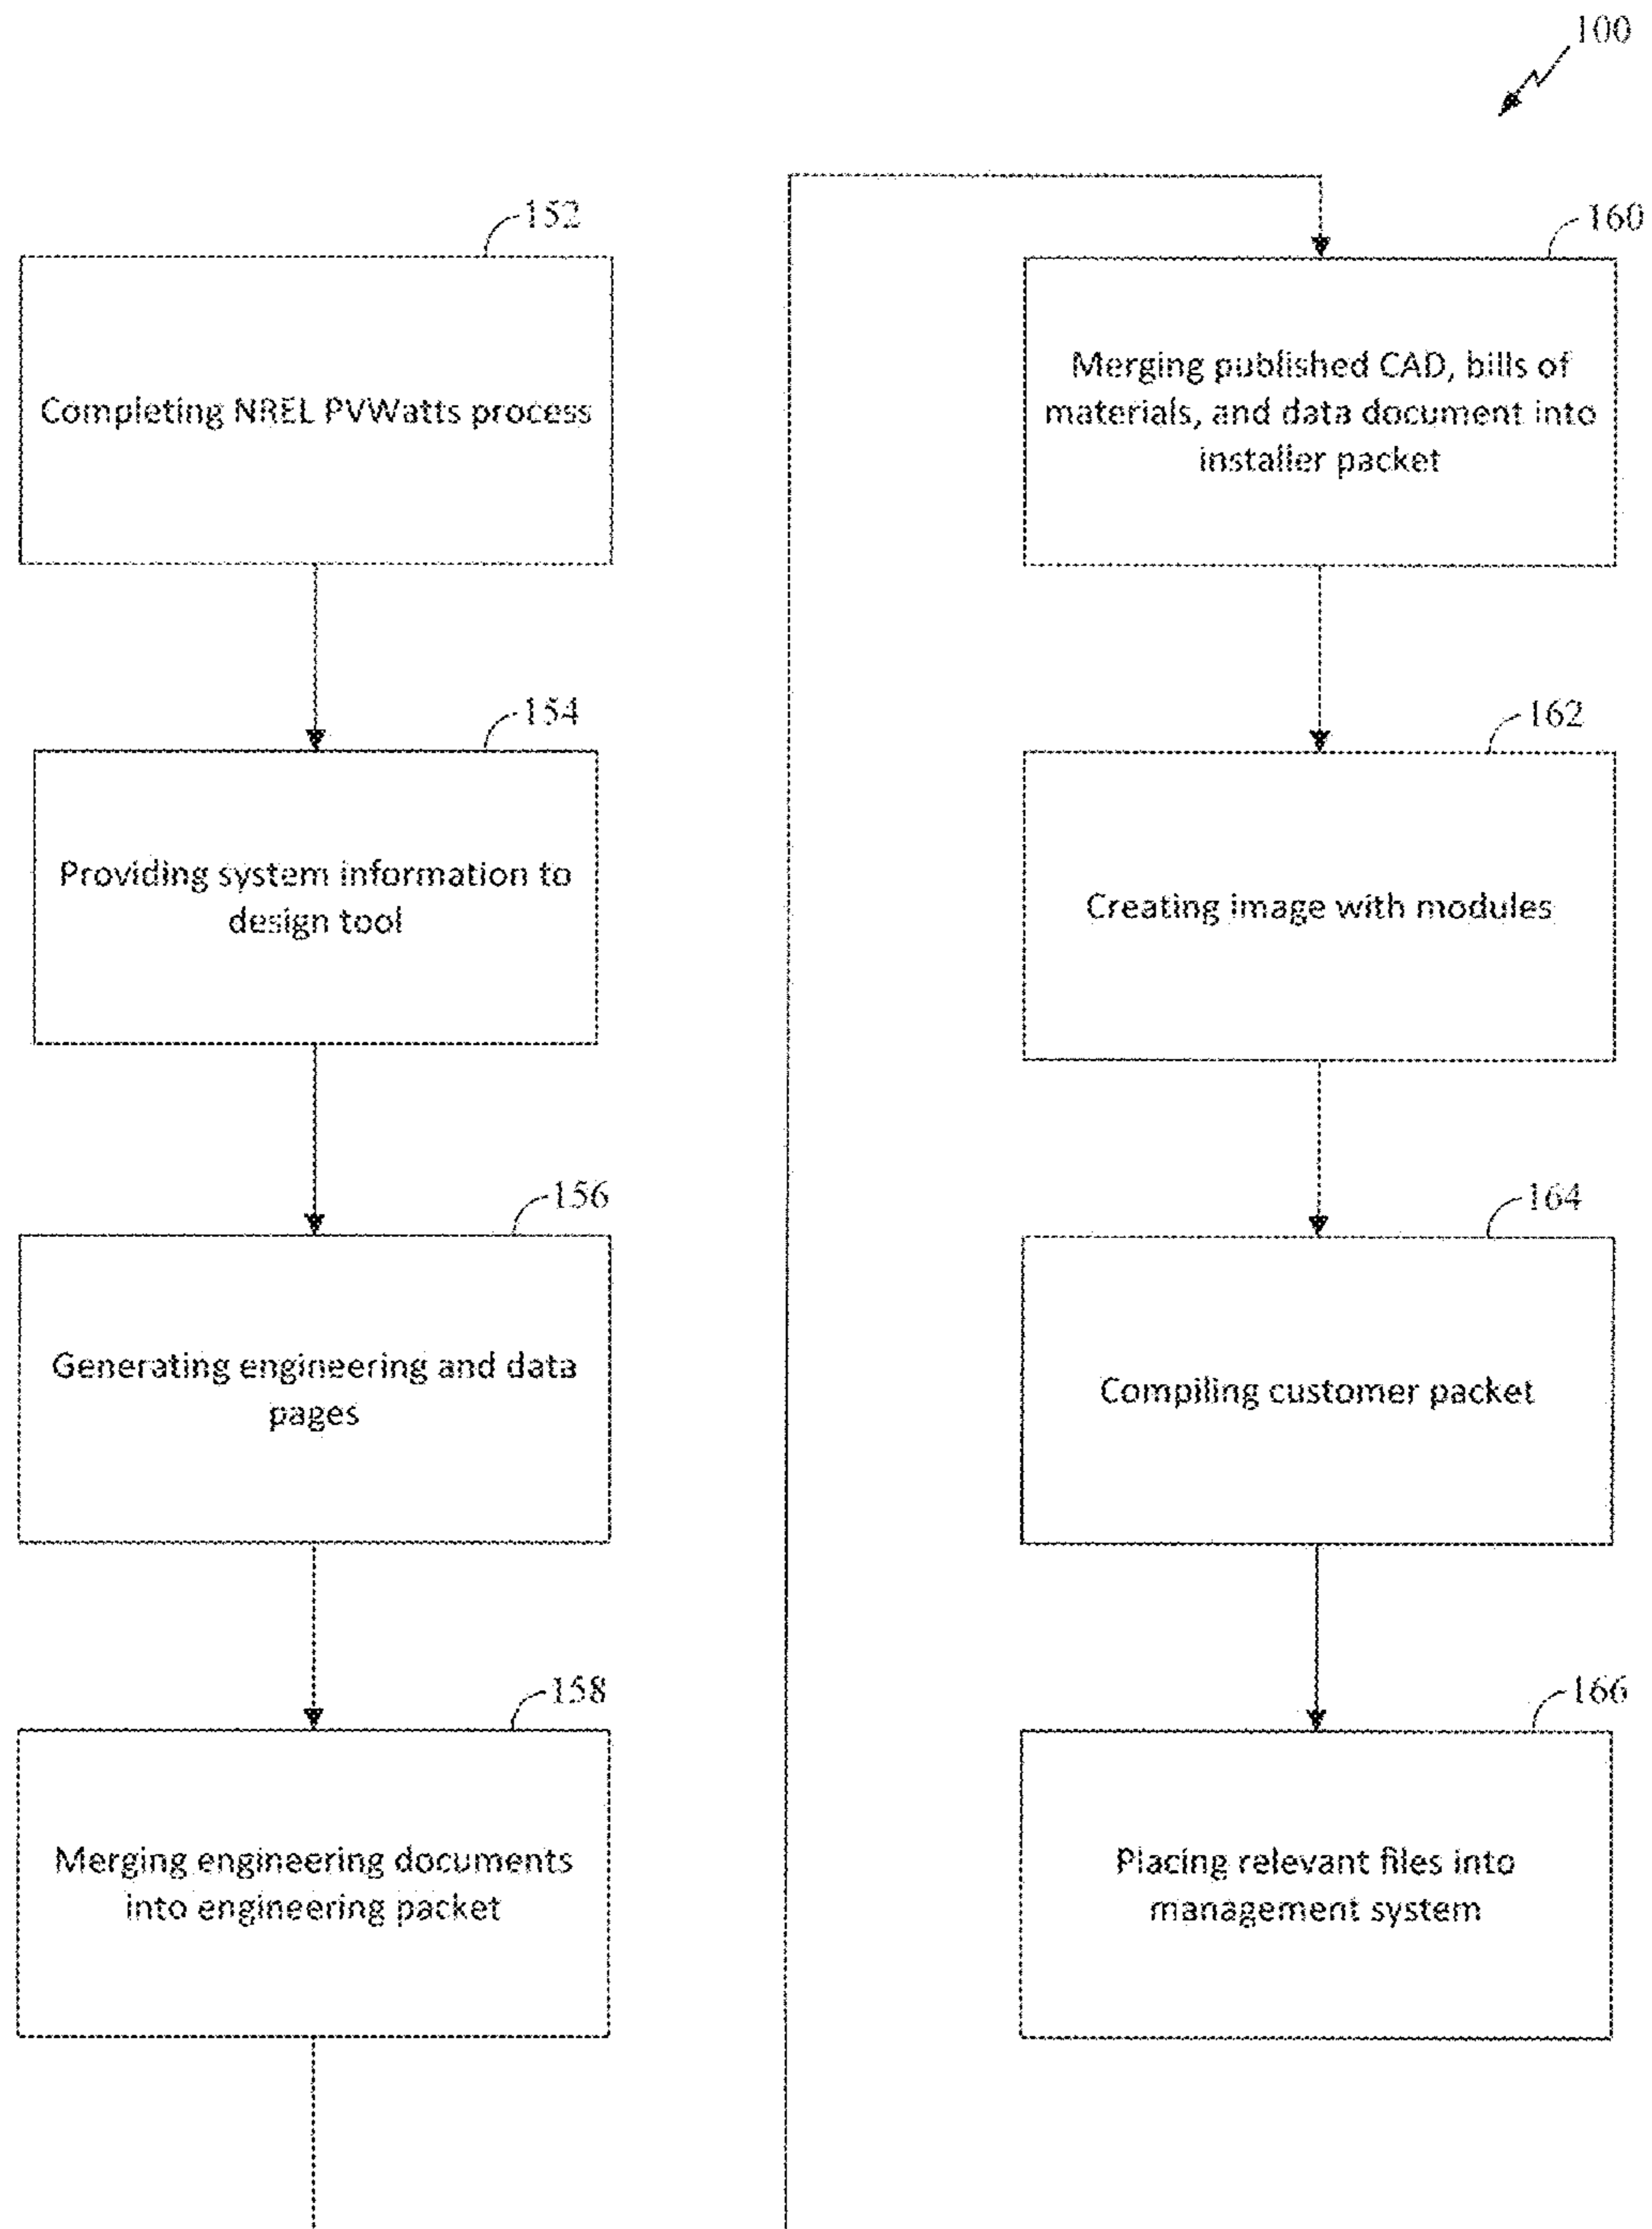 100
152
Completing NREL PVWatts process
154
Providing system information to
design tool
156
Generating engineering and data
pages
158
Merging engineering documents
into engineering packet
160
Merging published CAD, bills of
materials, and data document into
installer packet
162
Creating image with modules
164
Compiling customer packet
166
Placing relevant files into
management system